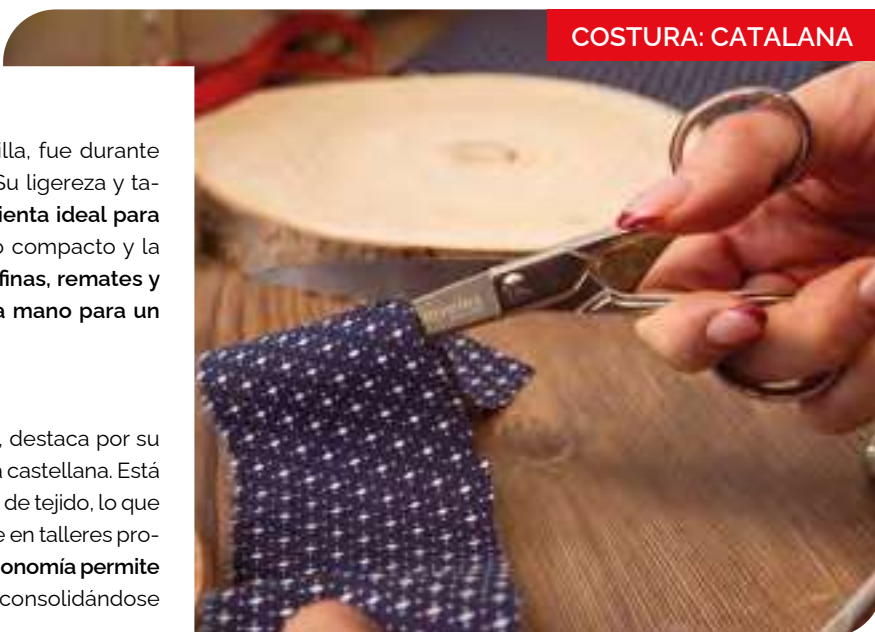 COSTURA: CATALANA
illa, fue durante
Su ligereza y ta-
ienta ideal para
o compacto y la
finas, remates y
a mano para un
, destaca por su
a castellana. Está
de tejido, lo que
e en talleres pro-
onomía permite
consolidándose